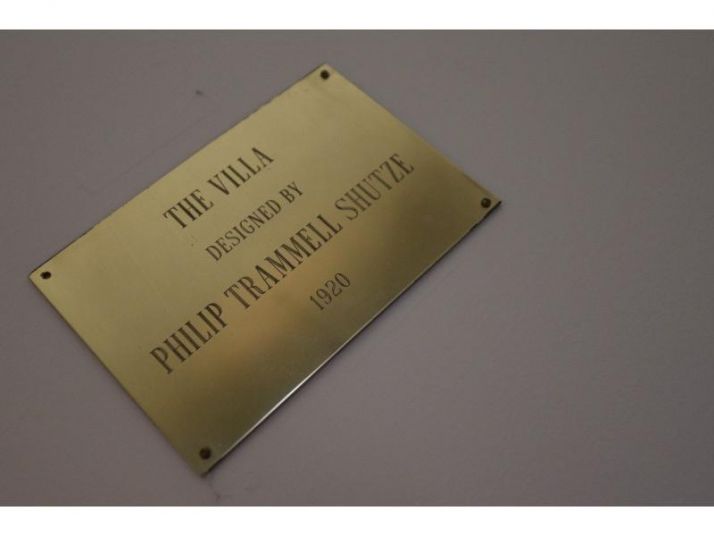 THE VILLA
DESIGNED BY
PHILIP TRAMMELL SHUTZE
1920